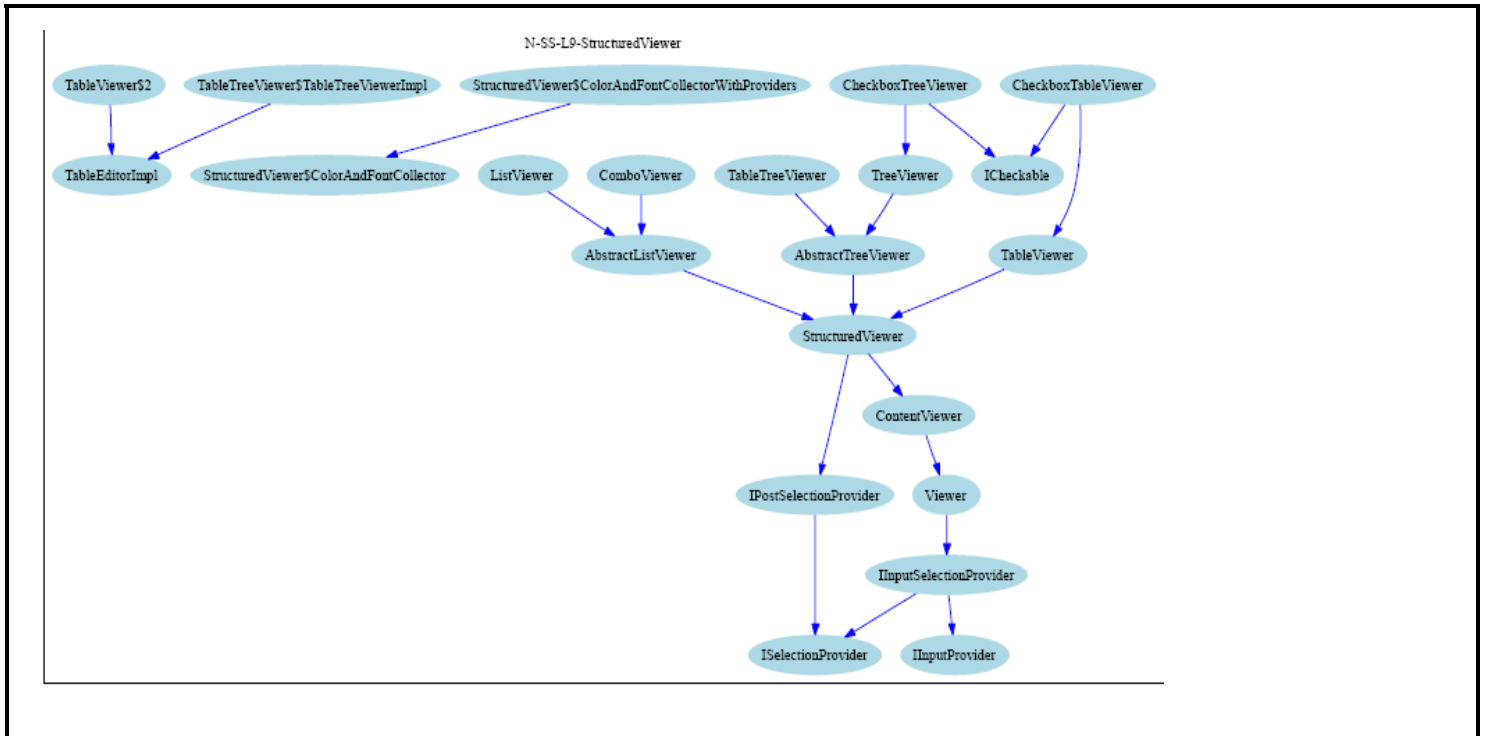 N-SS-L9-StructuredViewer
TableViewer$2
TableTreeViewer$TableTreeViewerImpl
StructuredViewer$ColorAndFontCollectorWithProviders
CheckboxTreeViewer
CheckboxTableViewer
TableEditorImpl
StructuredViewer$ColorAndFontCollector
ListViewer
ComboViewer
TableTreeViewer
TreeViewer
ICheckable
AbstractListViewer
AbstractTreeViewer
TableViewer
StructuredViewer
ContentViewer
IPostSelectionProvider
Viewer
IInputSelectionProvider
ISelectionProvider
IInputProvider